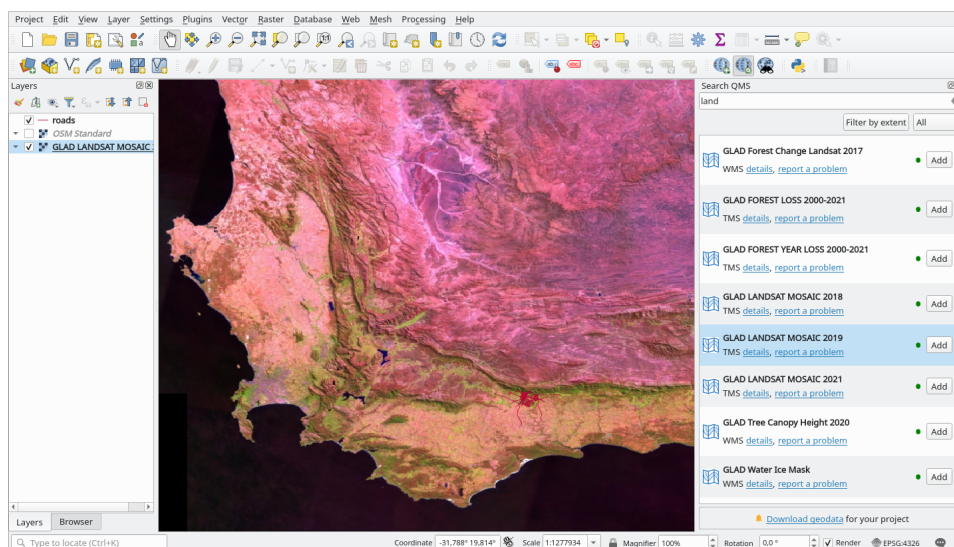 Project Edit View Layer Settings Plugins Vector Raster Database Web Mesh Processing Help
Layers
roads
OSM Standard
GLAD LANDSAT MOSAIC
Layers Browser
Search QMS
land
Filter by extent All
GLAD Forest Change Landsat 2017
WMS details, report a problem
Add
GLAD FOREST LOSS 2000-2021
TMS details, report a problem
Add
GLAD FOREST YEAR LOSS 2000-2021
TMS details, report a problem
Add
GLAD LANDSAT MOSAIC 2018
TMS details, report a problem
Add
GLAD LANDSAT MOSAIC 2019
TMS details, report a problem
Add
GLAD LANDSAT MOSAIC 2021
TMS details, report a problem
Add
GLAD Tree Canopy Height 2020
WMS details, report a problem
Add
GLAD Water Ice Mask
WMS details, report a problem
Add
Download geodata for your project
Type to locate (Ctrl+K) Coordinate -31,788° 19,814° Scale 1:1277934 Magnifier 100% Rotation 0,0 ° Render EPSG:4326